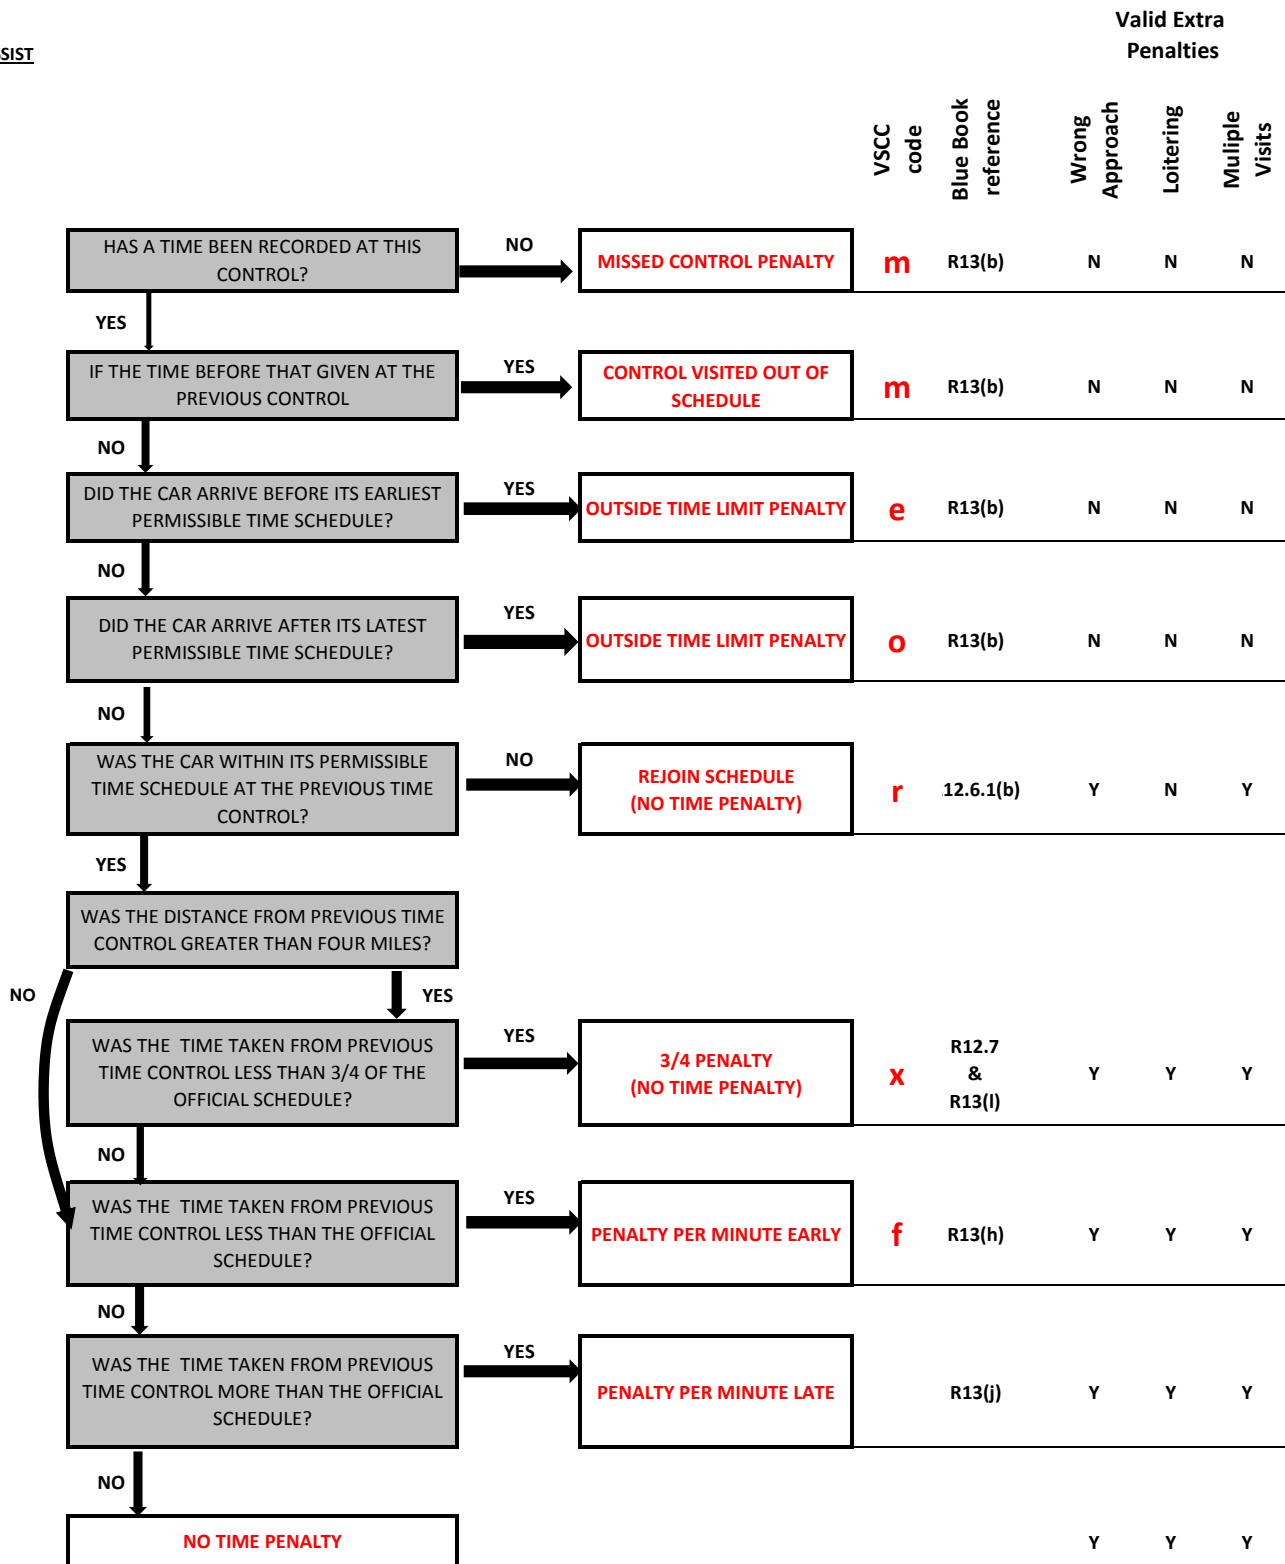 Valid Extra
Penalties
SIST
VSCC
code
Blue Book
reference
Wrong
Approach
Loitering
Muliple
Visits
HAS A TIME BEEN RECORDED AT THIS
CONTROL?
NO
MISSED CONTROL PENALTY
m
R13(b)
N
N
N
YES
IF THE TIME BEFORE THAT GIVEN AT THE
PREVIOUS CONTROL
YES
CONTROL VISITED OUT OF
SCHEDULE
m
R13(b)
N
N
N
NO
DID THE CAR ARRIVE BEFORE ITS EARLIEST
PERMISSIBLE TIME SCHEDULE?
YES
OUTSIDE TIME LIMIT PENALTY
e
R13(b)
N
N
N
NO
DID THE CAR ARRIVE AFTER ITS LATEST
PERMISSIBLE TIME SCHEDULE?
YES
OUTSIDE TIME LIMIT PENALTY
o
R13(b)
N
N
N
NO
WAS THE CAR WITHIN ITS PERMISSIBLE
TIME SCHEDULE AT THE PREVIOUS TIME
CONTROL?
NO
REJOIN SCHEDULE
(NO TIME PENALTY)
r
.12.6.1(b)
Y
N
Y
YES
WAS THE DISTANCE FROM PREVIOUS TIME
CONTROL GREATER THAN FOUR MILES?
NO
YES
WAS THE TIME TAKEN FROM PREVIOUS
TIME CONTROL LESS THAN 3/4 OF THE
OFFICIAL SCHEDULE?
YES
3/4 PENALTY
(NO TIME PENALTY)
x
R12.7
&
R13(l)
Y
Y
Y
NO
WAS THE TIME TAKEN FROM PREVIOUS
TIME CONTROL LESS THAN THE OFFICIAL
SCHEDULE?
YES
PENALTY PER MINUTE EARLY
f
R13(h)
Y
Y
Y
NO
WAS THE TIME TAKEN FROM PREVIOUS
TIME CONTROL MORE THAN THE OFFICIAL
SCHEDULE?
YES
PENALTY PER MINUTE LATE
R13(j)
Y
Y
Y
NO
NO TIME PENALTY
Y
Y
Y